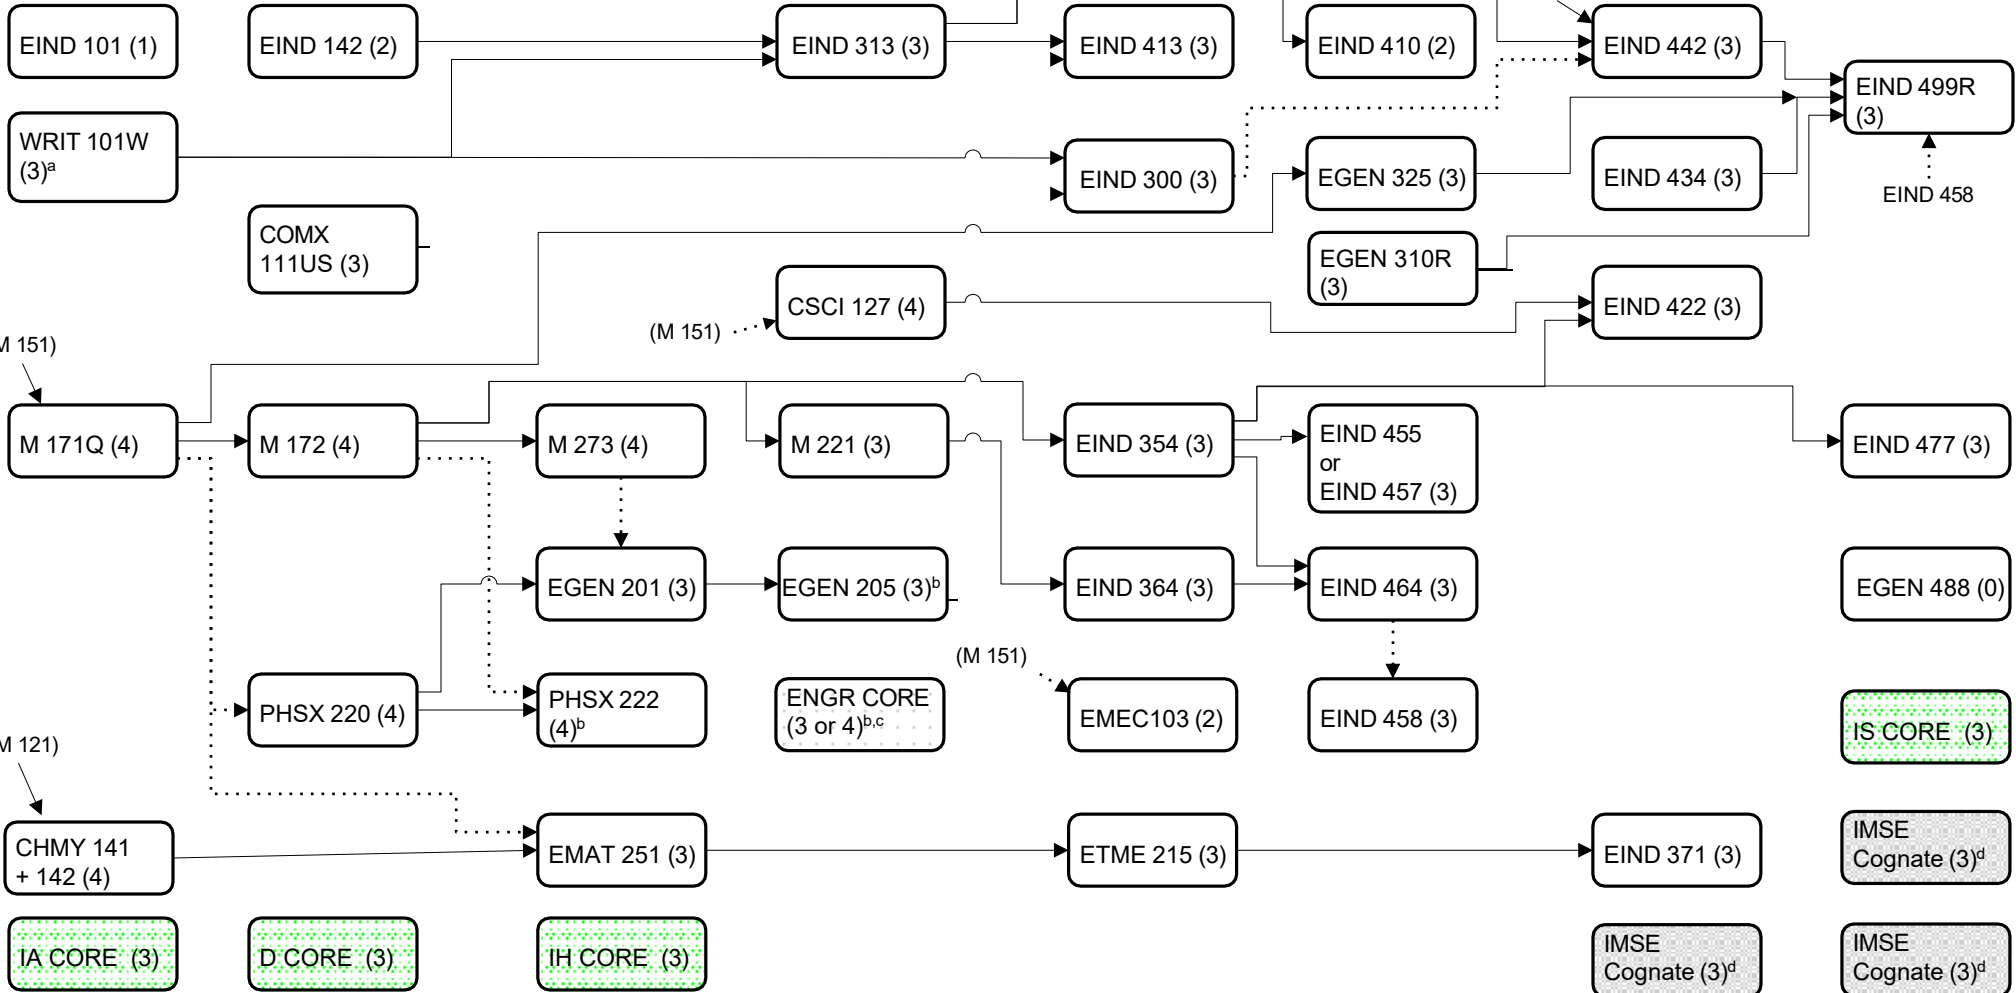 EIND 101 (1)
EIND 142 (2)
EIND 313 (3)
EIND 413 (3)
EIND 410 (2)
EIND 442 (3)
EIND 499R
(3)
WRIT 101W
(3)a
EIND 300 (3)
EGEN 325 (3)
EIND 434 (3)
EIND 458
COMX
111US (3)
EGEN 310R
(3)
CSCI 127 (4)
EIND 422 (3)
(M 151)
M 151)
M 171Q (4)
M 172 (4)
M 273 (4)
M 221 (3)
EIND 354 (3)
EIND 455
or
EIND 457 (3)
EIND 477 (3)
EGEN 201 (3)
EGEN 205 (3)b
EIND 364 (3)
EIND 464 (3)
EGEN 488 (0)
(M 151)
PHSX 220 (4)
PHSX 222
(4)b
ENGR CORE
(3 or 4)b,c
EMEC103 (2)
EIND 458 (3)
IS CORE (3)
M 121)
CHMY 141
+ 142 (4)
EMAT 251 (3)
ETME 215 (3)
EIND 371 (3)
IMSE
Cognate (3)d
IA CORE (3)
D CORE (3)
IH CORE (3)
IMSE
Cognate (3)d
IMSE
Cognate (3)d